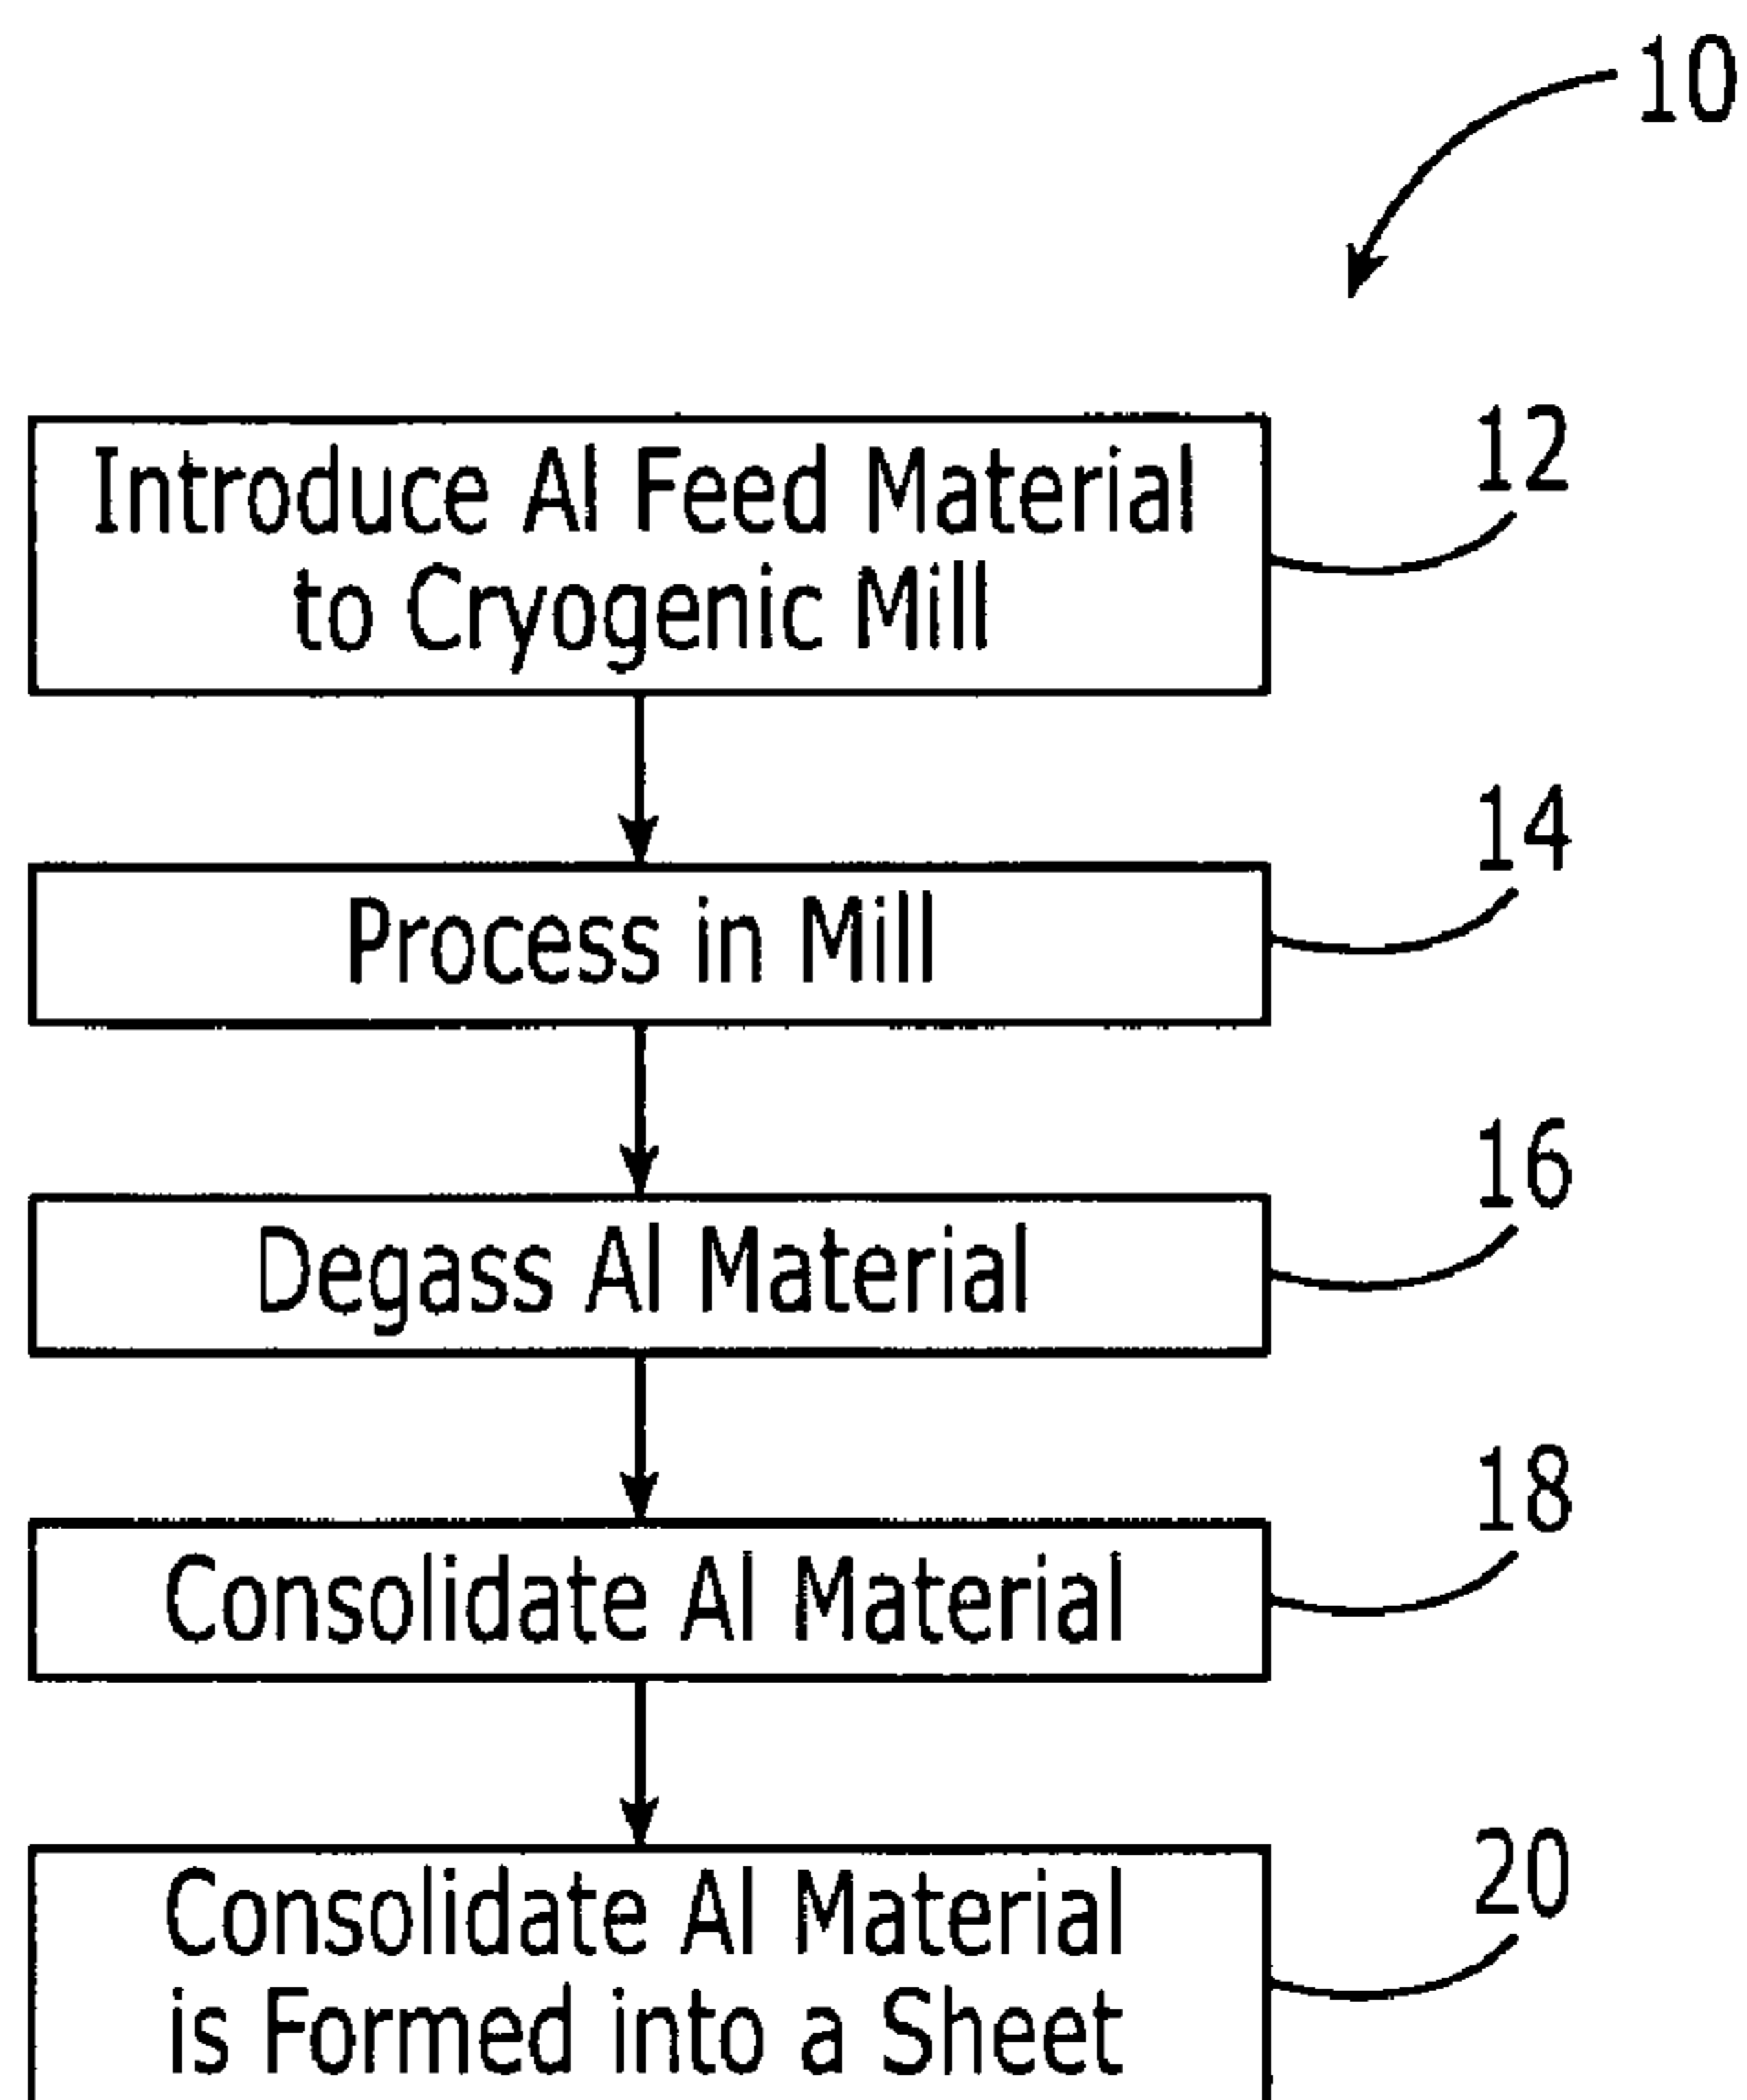 10
Introduce Al Feed Material
to Cryogenic Mill
12
Process in Mill
14
Degass Al Material
16
Consolidate Al Material
18
Consolidate Al Material
is Formed into a Sheet
20